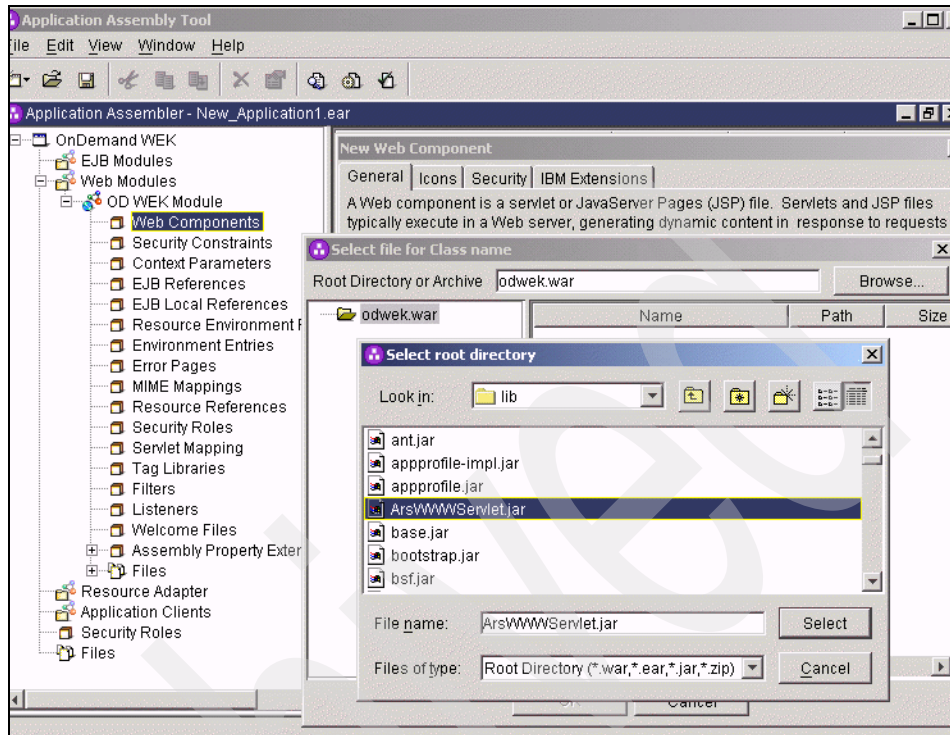 Application Assembly Tool
File Edit View Window Help
Application Assembler - New_Application1.ear
OnDemand WEK
EJB Modules
Web Modules
OD WEK Module
Web Components
Security Constraints
Context Parameters
EJB References
EJB Local References
Resource Environment R
Environment Entries
Error Pages
MIME Mappings
Resource References
Security Roles
Servlet Mapping
Tag Libraries
Filters
Listeners
Welcome Files
Assembly Property Exter
Files
Resource Adapter
Application Clients
Security Roles
Files
New Web Component
General Icons Security IBM Extensions
A Web component is a servlet or JavaServer Pages (JSP) file. Servlets and JSP files
typically execute in a Web server, generating dynamic content in response to requests
Select file for Class name
Root Directory or Archive odwek.war Browse...
odwek.war
Name Path Size
Select root directory
Look in: lib
ant.jar
appprofile-impl.jar
appprofile.jar
ArsWWWServlet.jar
base.jar
bootstrap.jar
bsf.jar
File name: ArsWWWServlet.jar Select
Files of type: Root Directory (*.war,*.ear,*.jar,*.zip) Cancel
Cancel